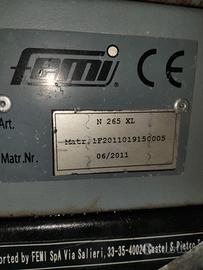 femi CE
Art. N 265 XL
Matr. 1F2011019150005
Matr.Nr. 06/2011
orted by FEMI SpA Via Salieri, 33-35-40024 Castel S. Pietro